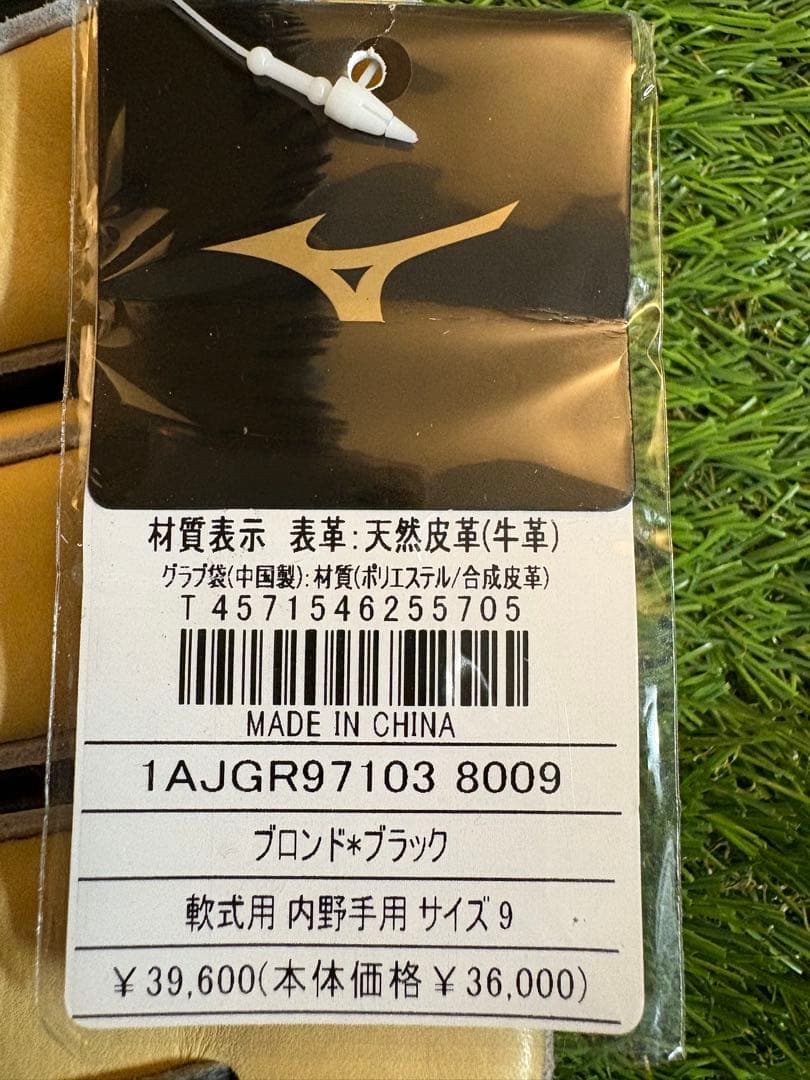 材質表示 表革:天然皮革(牛革)
グラブ袋(中国製):材質(ポリエステル/合成皮革)
T 4571546255705
MADE IN CHINA
1AJGR97103 8009
ブロンド*ブラック
軟式用 内野手用 サイズ9
¥39,600(本体価格¥36,000)